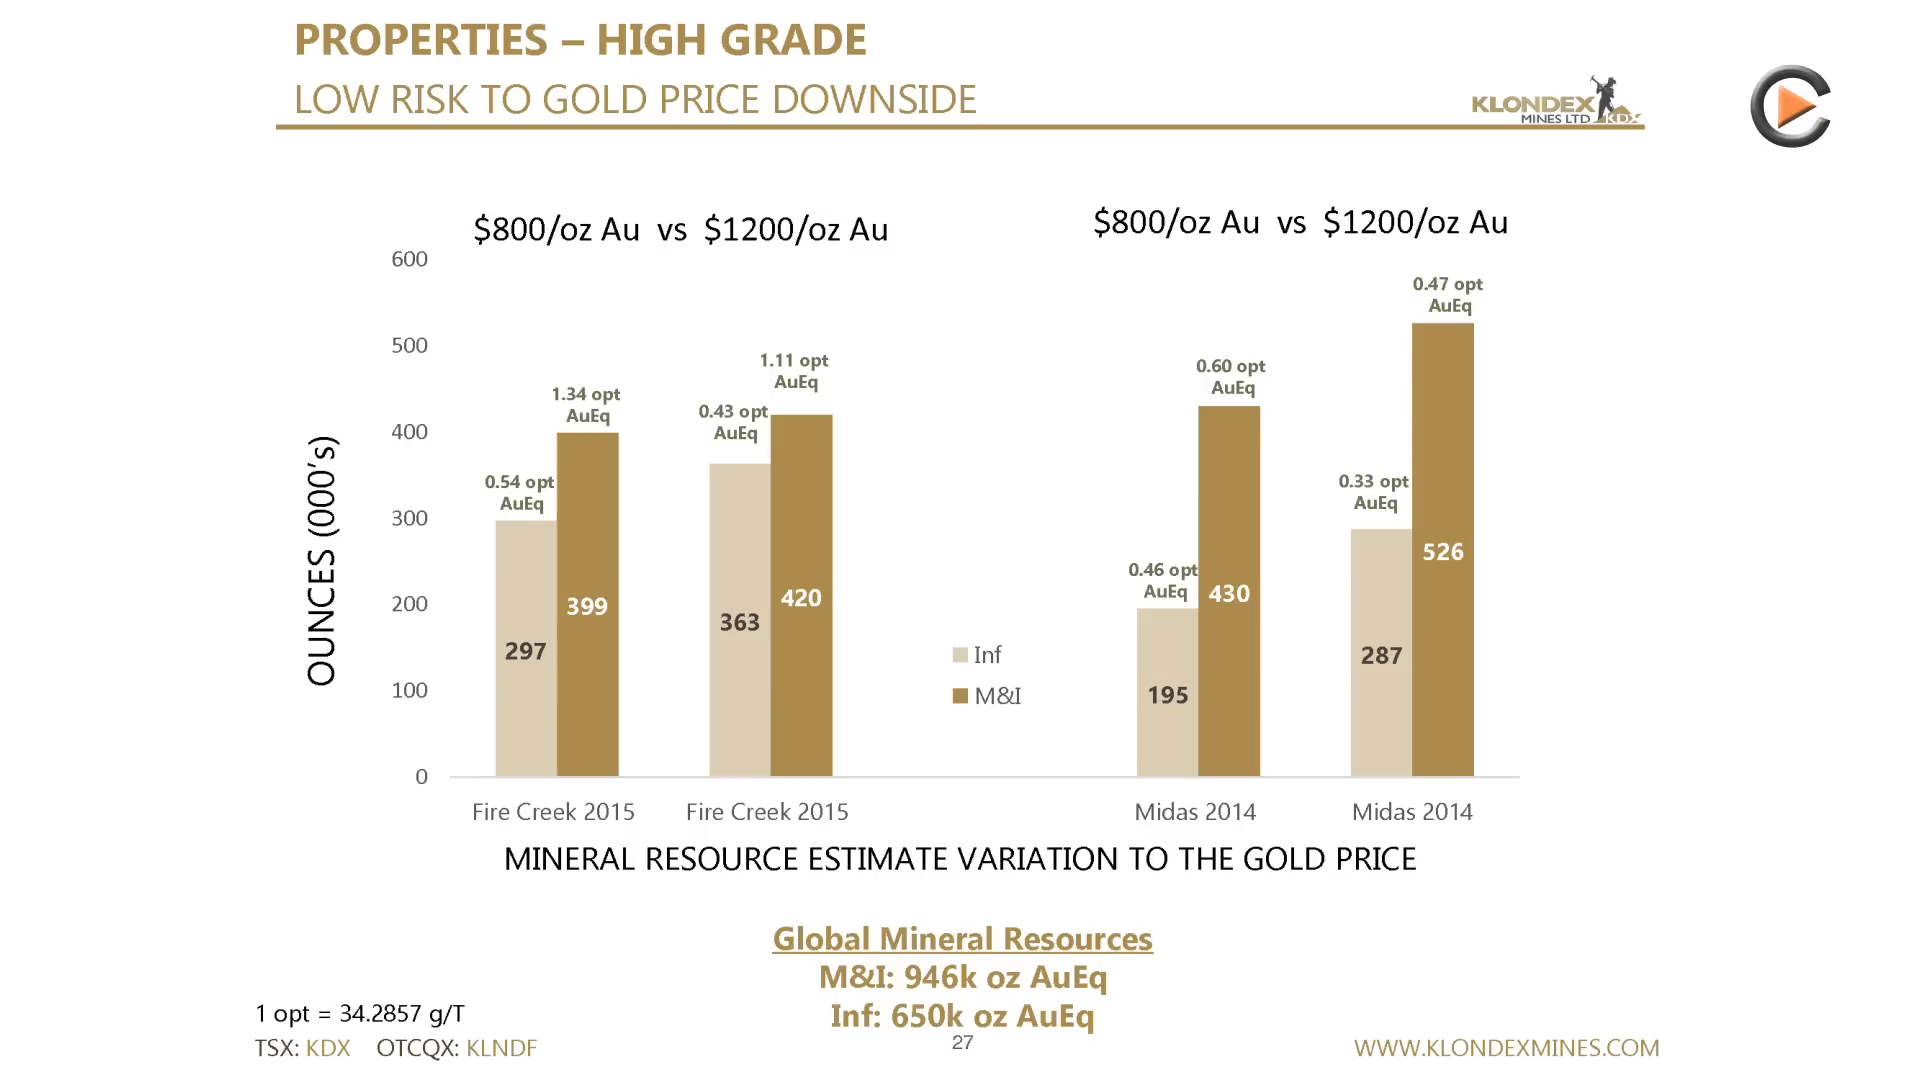 PROPERTIES – HIGH GRADE
LOW RISK TO GOLD PRICE DOWNSIDE
KLONDEX
MINES LTD
KDX
$800/oz Au vs $1200/oz Au
$800/oz Au vs $1200/oz Au
OUNCES (000's)
600
500
400
300
200
100
0
0.54 opt
AuEq
297
1.34 opt
AuEq
399
0.43 opt
AuEq
363
1.11 opt
AuEq
420
Inf
M&I
0.46 opt
AuEq
195
0.60 opt
AuEq
430
0.33 opt
AuEq
287
0.47 opt
AuEq
526
Fire Creek 2015
Fire Creek 2015
Midas 2014
Midas 2014
MINERAL RESOURCE ESTIMATE VARIATION TO THE GOLD PRICE
Global Mineral Resources
M&I: 946k oz AuEq
Inf: 650k oz AuEq
1 opt = 34.2857 g/T
TSX: KDX OTCQX: KLNDF
27
WWW.KLONDEXMINES.COM